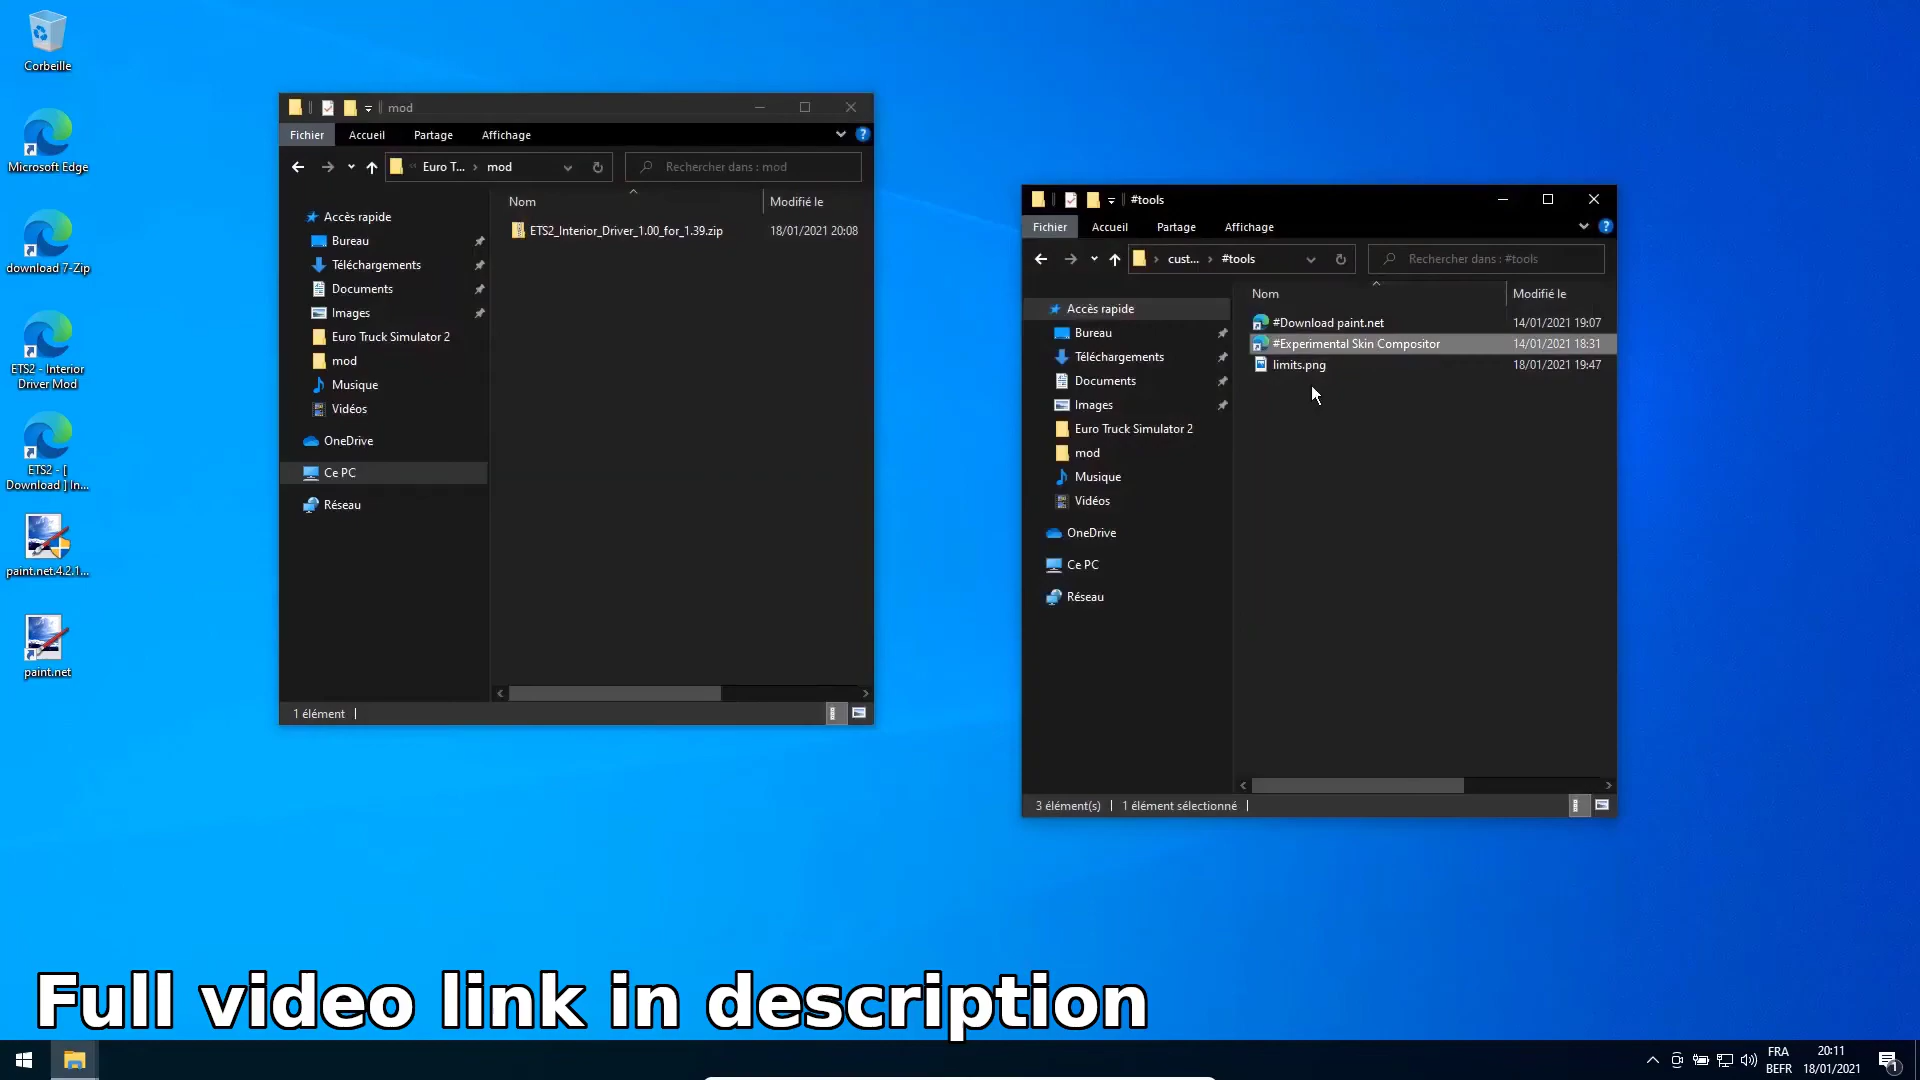 Corbeille
Microsoft Edge
download 7-Zip
ETS2 - Interior
Driver Mod
ETS2 - [
Download ] In...
paint.net.4.2.1...
paint.net
mod
Fichier Accueil Partage Affichage
Euro T... mod
Rechercher dans : mod
Nom Modifié le
ETS2_Interior_Driver_1.00_for_1.39.zip 18/01/2021 20:08
Accès rapide
Bureau
Téléchargements
Documents
Images
Euro Truck Simulator 2
mod
Musique
Vidéos
OneDrive
Ce PC
Réseau
1 élément
#tools
Fichier Accueil Partage Affichage
cust... #tools
Rechercher dans : #tools
Nom Modifié le
#Download paint.net 14/01/2021 19:07
#Experimental Skin Compositor 14/01/2021 18:31
limits.png 18/01/2021 19:47
Accès rapide
Bureau
Téléchargements
Documents
Images
Euro Truck Simulator 2
mod
Musique
Vidéos
OneDrive
Ce PC
Réseau
3 élément(s) 1 élément sélectionné
Full video link in description
FRA
BEFR
20:11
18/01/2021
1